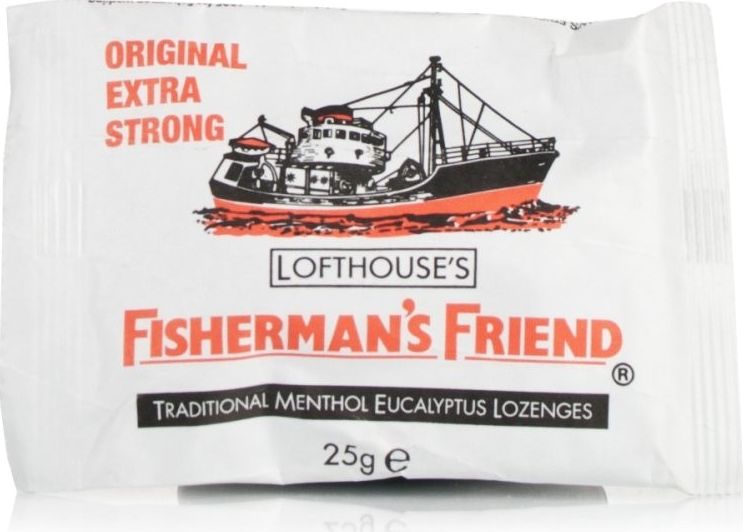 ORIGINAL
EXTRA
STRONG
LOFTHOUSE'S
FISHERMAN'S FRIEND
®
TRADITIONAL MENTHOL EUCALYPTUS LOZENGES
25g ℮